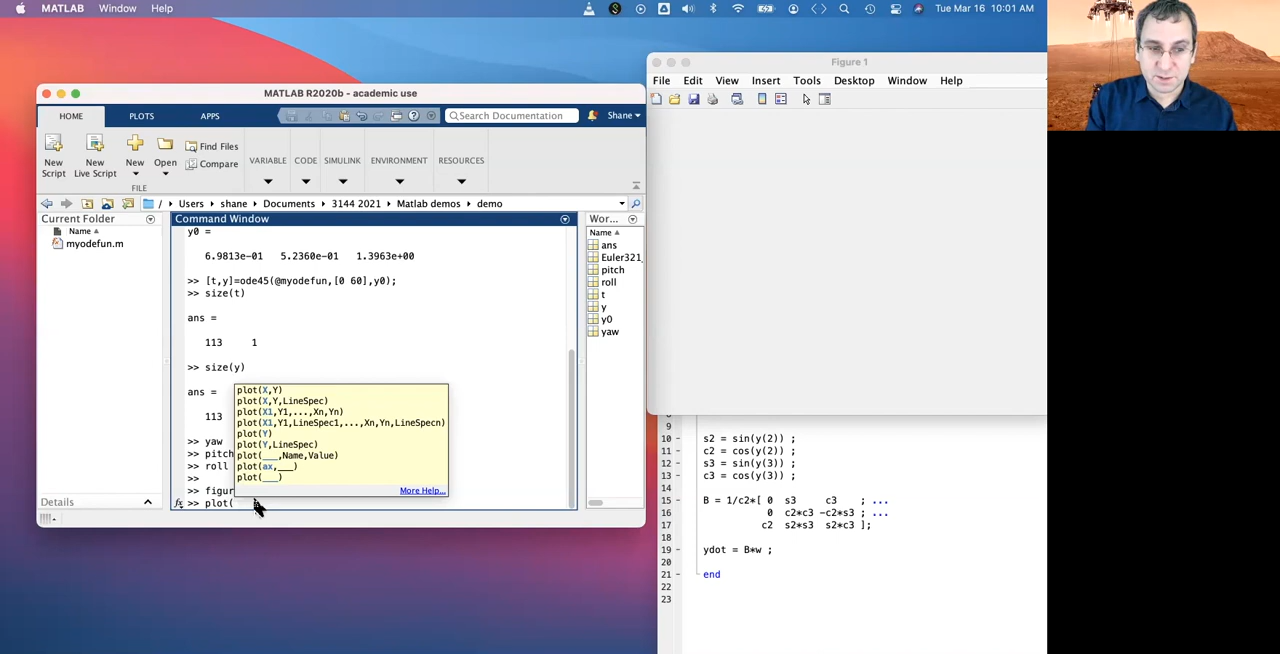 MATLAB Window Help
Tue Mar 16 10:01 AM
MATLAB R2020b - academic use
HOME PLOTS APPS
Search Documentation
Shane
New Script
New Live Script
New
Open
Find Files
Compare
FILE
VARIABLE
CODE
SIMULINK
ENVIRONMENT
RESOURCES
/ Users shane Documents 3144 2021 Matlab demos demo
Current Folder
Name
myodefun.m
Details
Command Window
y0 =
6.9813e-01 5.2360e-01 1.3963e+00
>> [t,y]=ode45(@myodefun,[0 60],y0);
>> size(t)
ans =
113 1
>> size(y)
ans =
113
>> yaw
>> pitch
>> roll
>>
>> figur
fx >> plot(
plot(X,Y)
plot(X,Y,LineSpec)
plot(X1,Y1,...,Xn,Yn)
plot(X1,Y1,LineSpec1,...,Xn,Yn,LineSpecn)
plot(Y)
plot(Y,LineSpec)
plot(___,Name,Value)
plot(ax,___)
plot(___)
More Help...
Wor...
Name
ans
Euler321_
pitch
roll
t
y
y0
yaw
Figure 1
File Edit View Insert Tools Desktop Window Help
9
10 - s2 = sin(y(2)) ;
11 - c2 = cos(y(2)) ;
12 - s3 = sin(y(3)) ;
13 - c3 = cos(y(3)) ;
14
15 - B = 1/c2*[ 0 s3 c3 ; ...
16 0 c2*c3 -c2*s3 ; ...
17 c2 s2*s3 s2*c3 ];
18
19 - ydot = B*w ;
20
21 - end
22
23